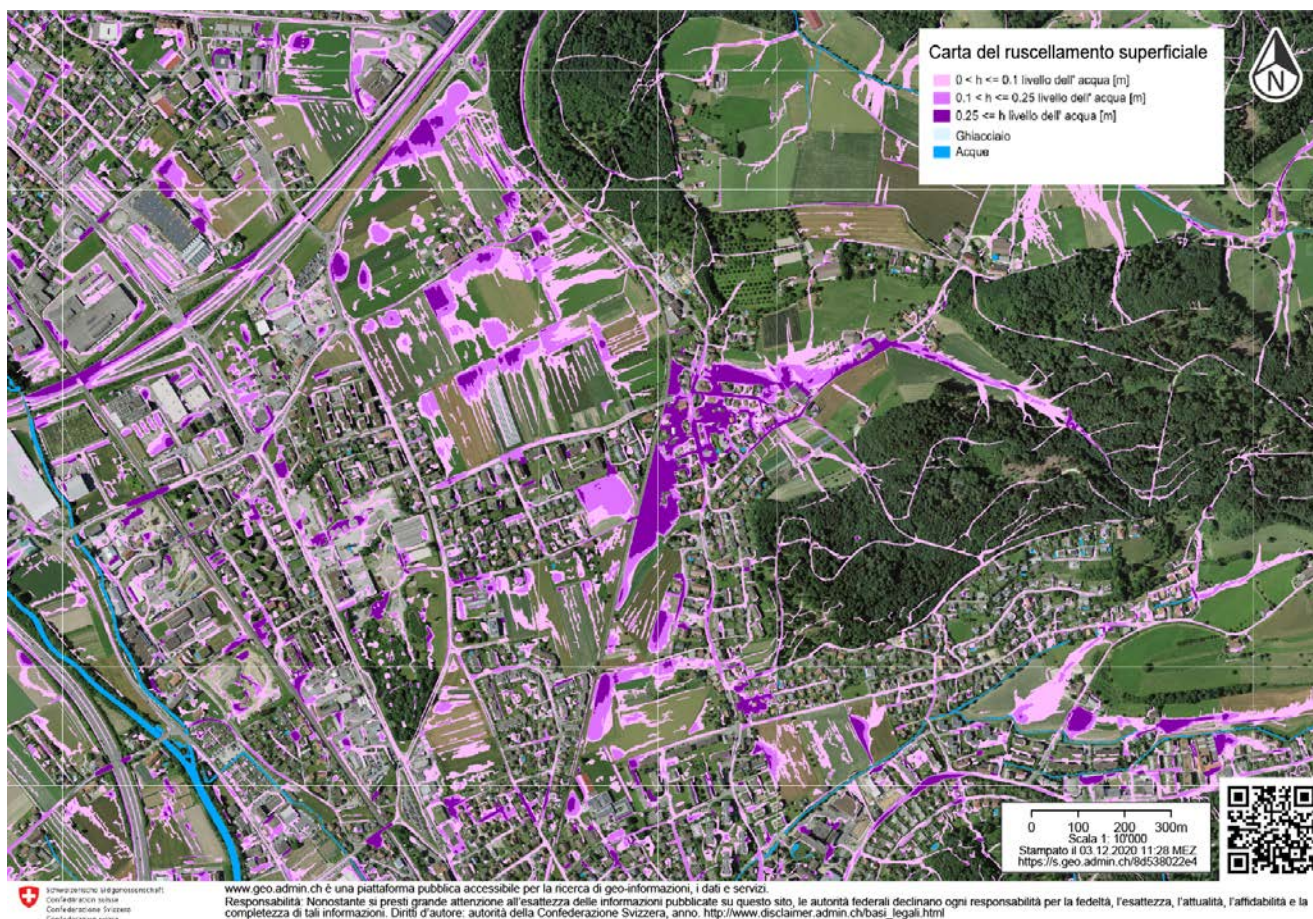 Carta del ruscellamento superficiale
0 < h <= 0.1 livello dell' acqua [m]
0.1 < h <= 0.25 livello dell' acqua [m]
0.25 <= h livello dell' acqua [m]
Ghiacciaio
Acque
N
0 100 200 300m
Scala 1: 10'000
Stampato il 03.12.2020 11:28 MEZ
https://s.geo.admin.ch/8d538022e4
Schweizerische Eidgenossenschaft
Confédération suisse
Confederazione Svizzera
www.geo.admin.ch è una piattaforma pubblica accessibile per la ricerca di geo-informazioni, i dati e servizi.
Responsabilità: Nonostante si presti grande attenzione all'esattezza delle informazioni pubblicate su questo sito, le autorità federali declinano ogni responsabilità per la fedeltà, l'esattezza, l'attualità, l'affidabilità e la
completezza di tali informazioni. Diritti d'autore: autorità della Confederazione Svizzera, anno. http://www.disclaimer.admin.ch/basi_legali.html